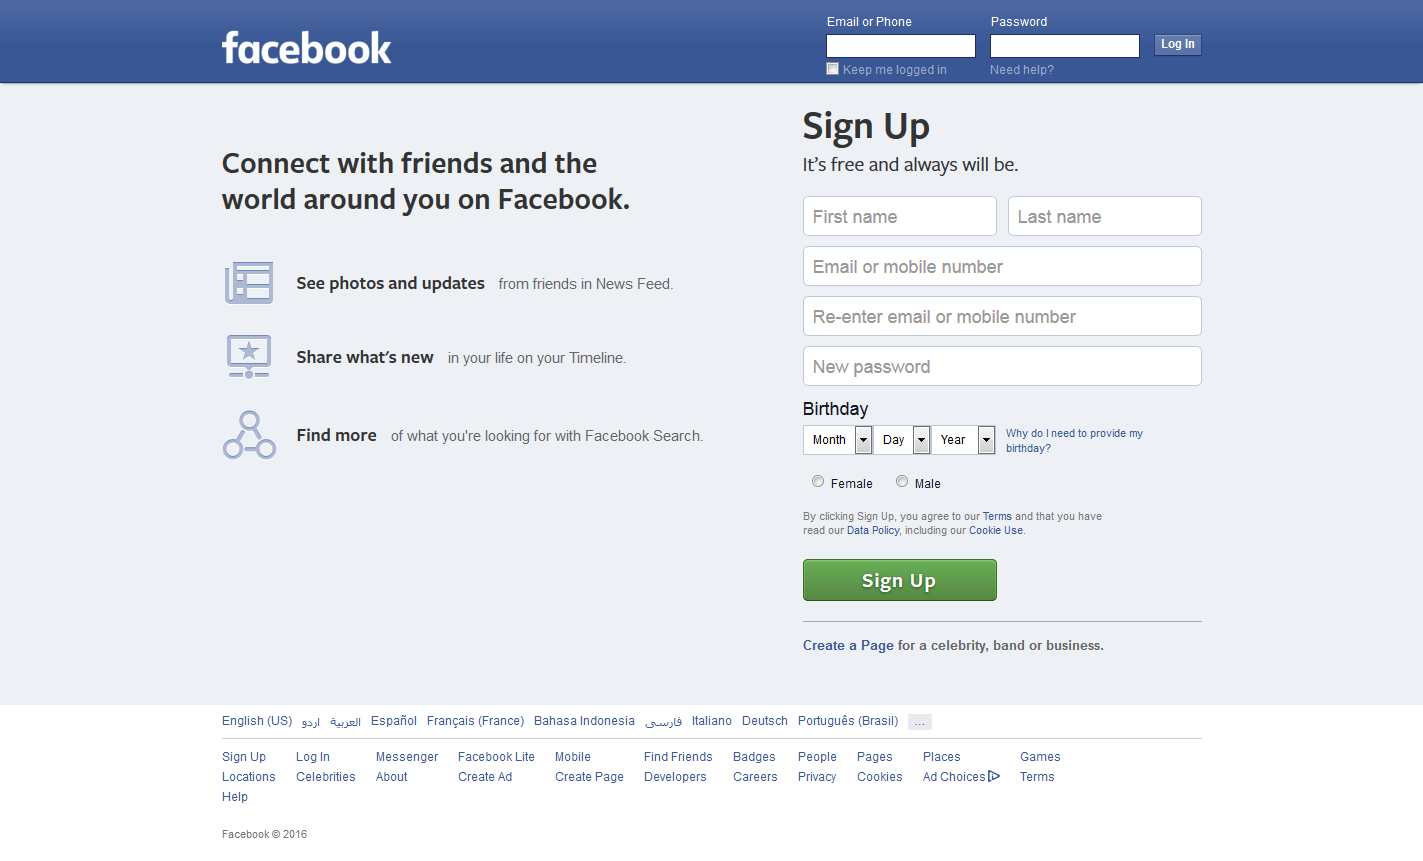 facebook
Email or Phone
Password
Log In
Keep me logged in
Need help?
Connect with friends and the
world around you on Facebook.
See photos and updates from friends in News Feed.
Share what's new in your life on your Timeline.
Find more of what you're looking for with Facebook Search.
Sign Up
It's free and always will be.
First name
Last name
Email or mobile number
Re-enter email or mobile number
New password
Birthday
Month
Day
Year
Why do I need to provide my
birthday?
Female
Male
By clicking Sign Up, you agree to our Terms and that you have
read our Data Policy, including our Cookie Use.
Sign Up
Create a Page for a celebrity, band or business.
English (US) اردو العربية Español Français (France) Bahasa Indonesia فارسی Italiano Deutsch Português (Brasil) ...
Sign Up Log In Messenger Facebook Lite Mobile Find Friends Badges People Pages Places Games
Locations Celebrities About Create Ad Create Page Developers Careers Privacy Cookies Ad Choices Terms
Help
Facebook © 2016